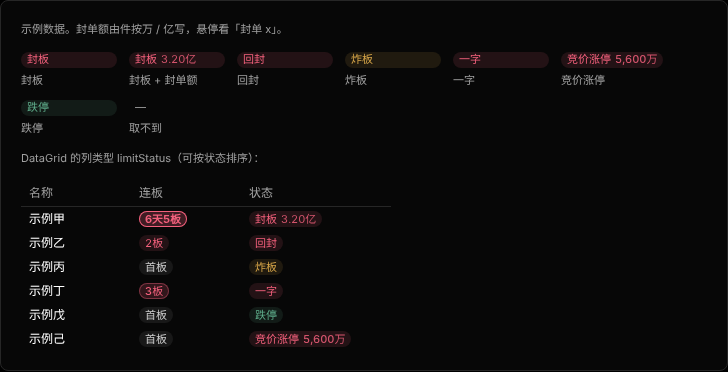 示例数据。封单额由件按万 / 亿写，悬停看「封单 x」。
封板 封板 3.20亿 回封 炸板 一字 竞价涨停 5,600万
封板 封板 + 封单额 回封 炸板 一字 竞价涨停
跌停 —
跌停 取不到
DataGrid 的列类型 limitStatus（可按状态排序）：
名称 连板 状态
示例甲 6天5板 封板 3.20亿
示例乙 2板 回封
示例丙 首板 炸板
示例丁 3板 一字
示例戊 首板 跌停
示例己 首板 竞价涨停 5,600万